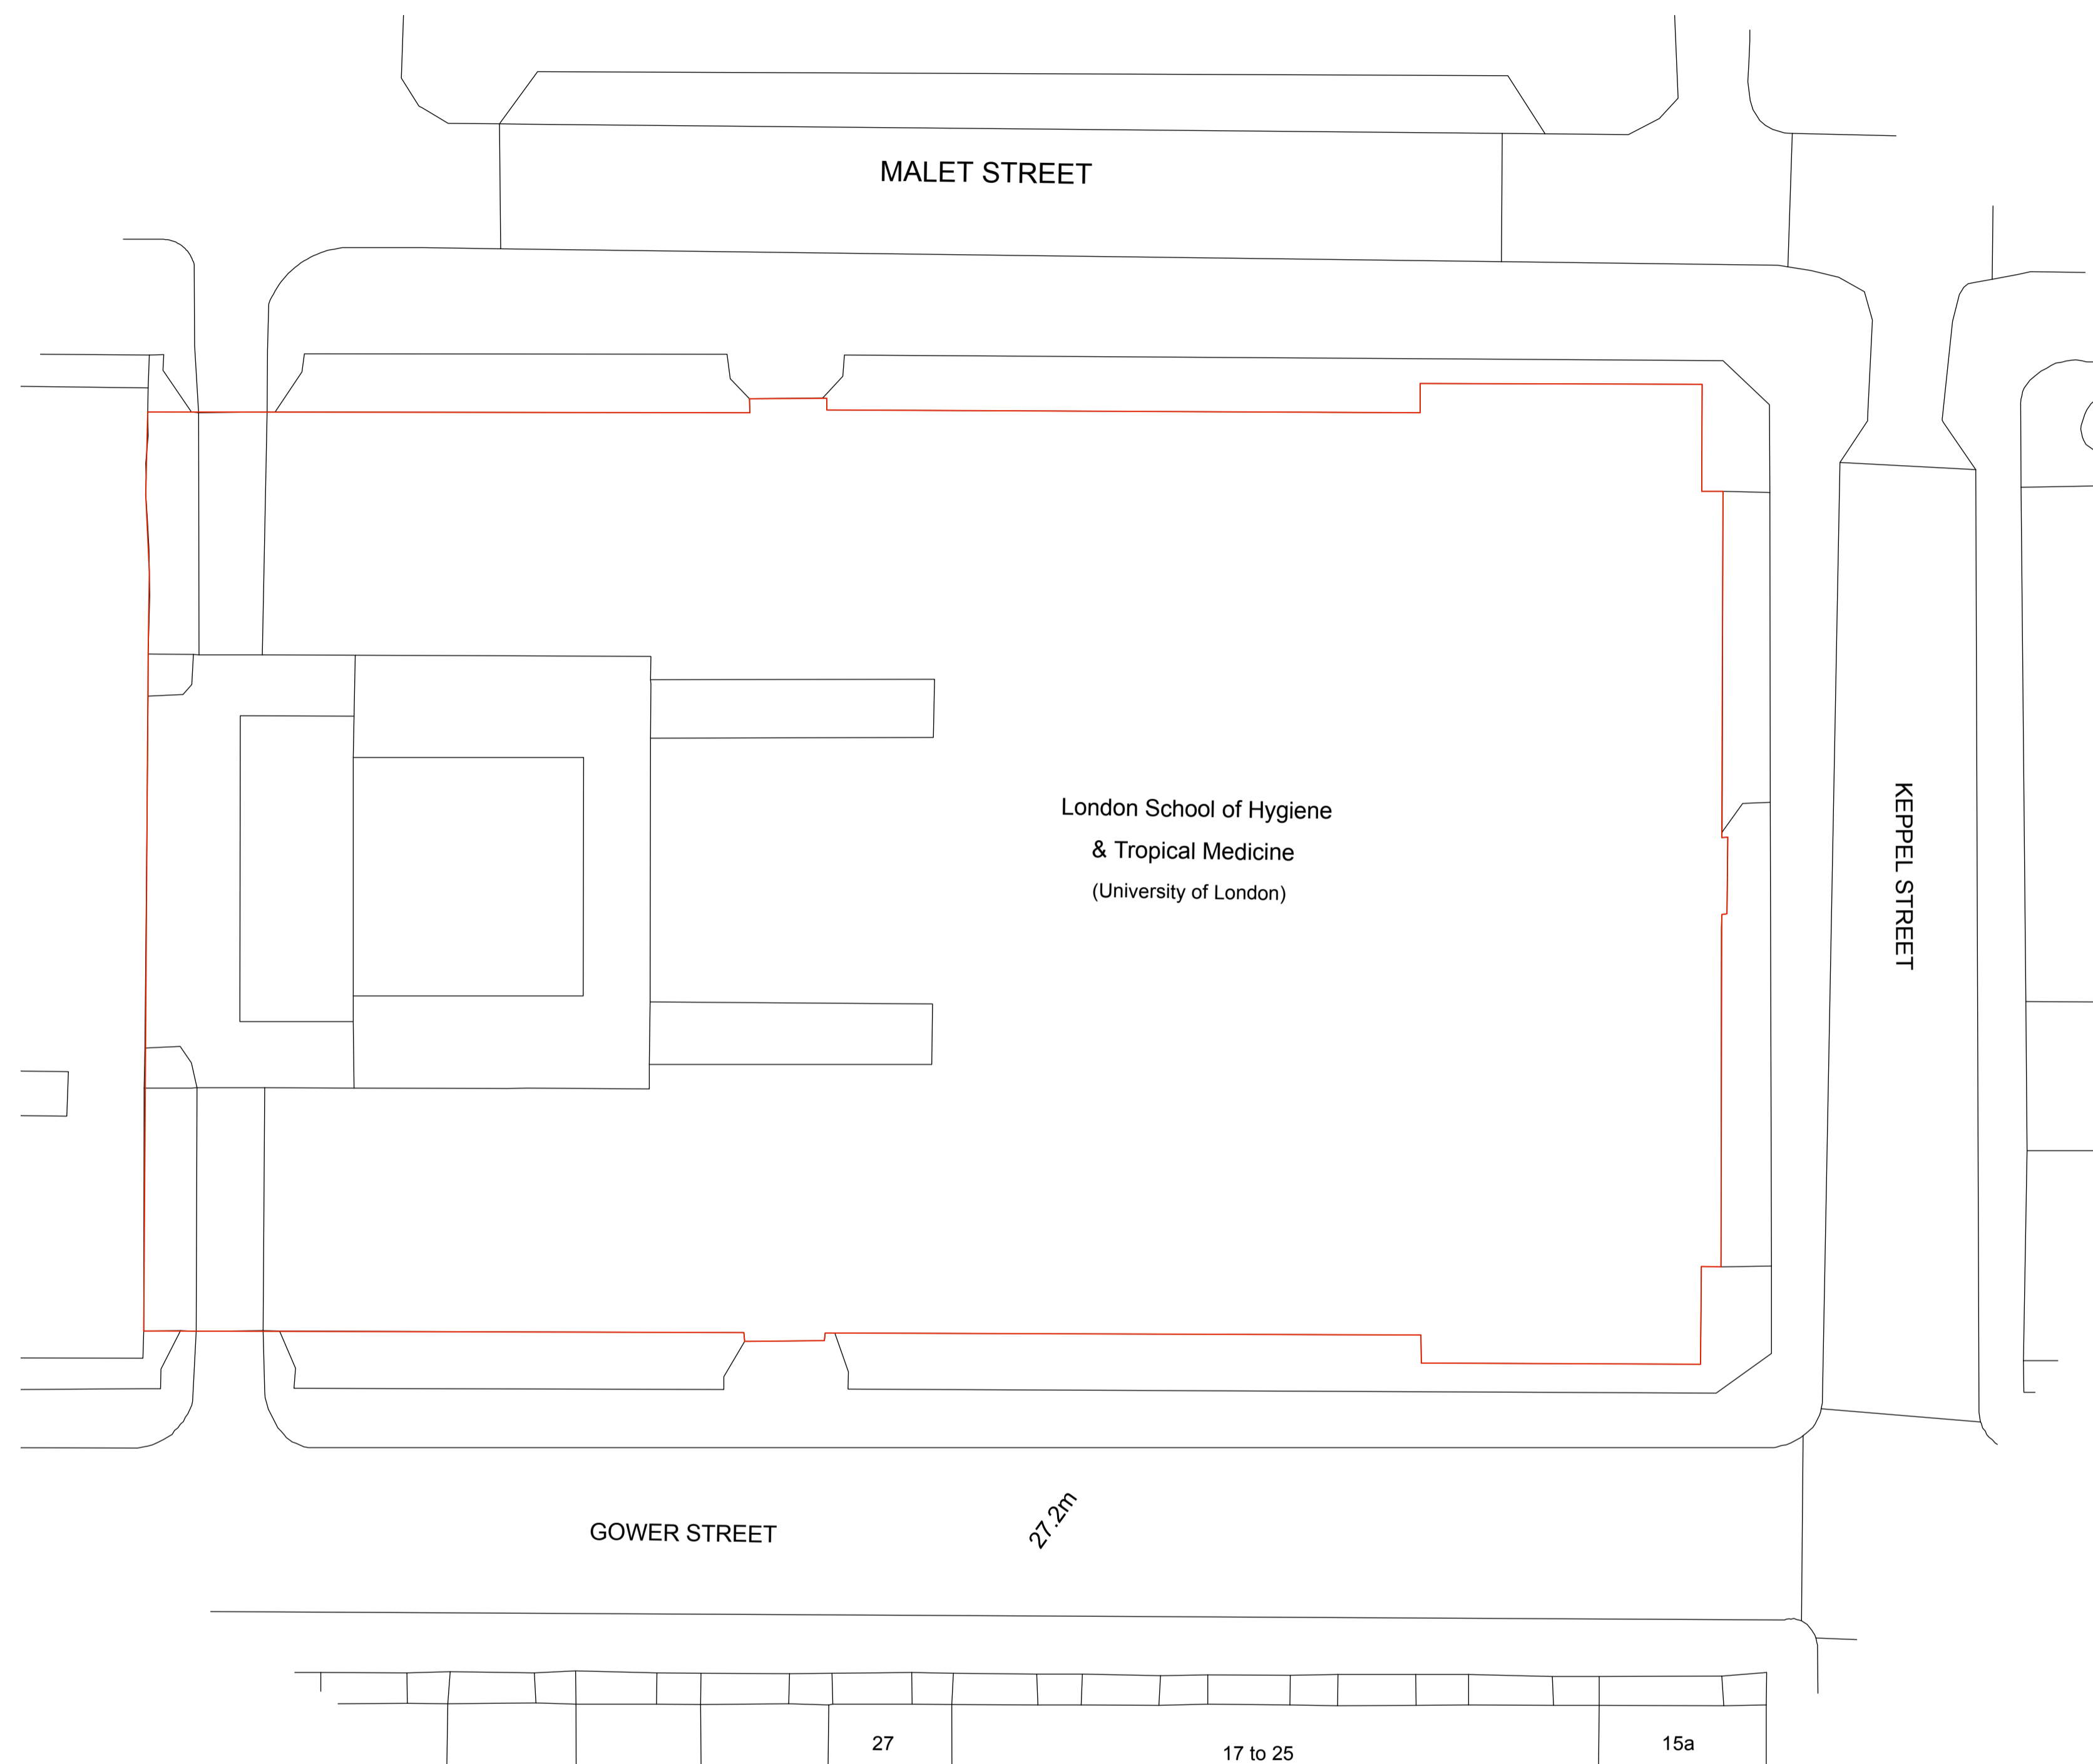 MALET STREET
London School of Hygiene
& Tropical Medicine
(University of London)
KEPPEL STREET
GOWER STREET
27.2m
27
17 to 25
15a